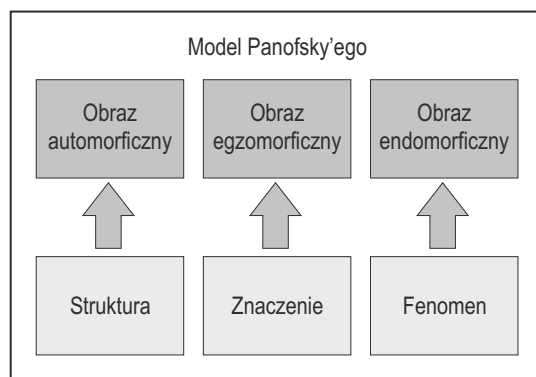 Model Panofsky’ego
Obraz
automorficzny
Obraz
egzomorficzny
Obraz
endomorficzny
Struktura
Znaczenie
Fenomen